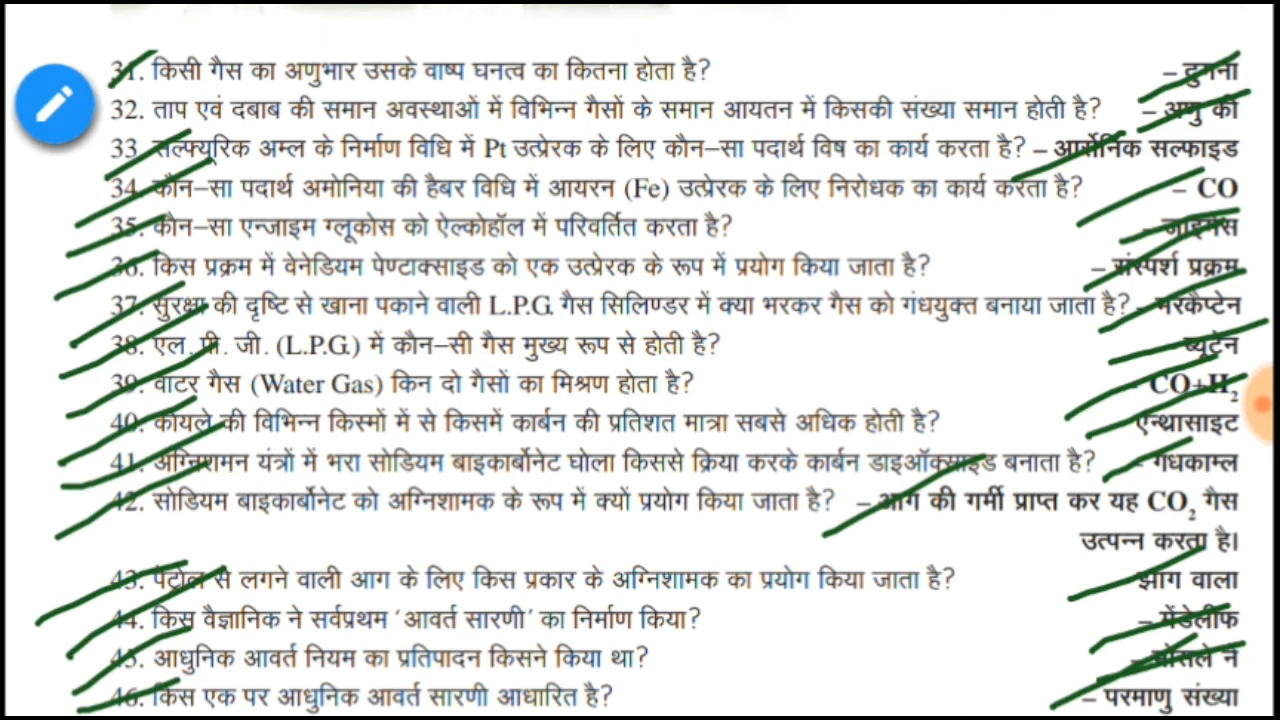 31. किसी गैस का अणुभार उसके वाष्प घनत्व का कितना होता है? – दुगना
32. ताप एवं दबाब की समान अवस्थाओं में विभिन्न गैसों के समान आयतन में किसकी संख्या समान होती है? – अणु की
33. सल्फ्यूरिक अम्ल के निर्माण विधि में Pt उत्प्रेरक के लिए कौन–सा पदार्थ विष का कार्य करता है? – आर्सेनिक सल्फाइड
34. कौन–सा पदार्थ अमोनिया की हैबर विधि में आयरन (Fe) उत्प्रेरक के लिए निरोधक का कार्य करता है? – CO
35. कौन–सा एन्जाइम ग्लूकोस को ऐल्कोहॉल में परिवर्तित करता है? – जाइमेस
36. किस प्रक्रम में वेनेडियम पेण्टाक्साइड को एक उत्प्रेरक के रूप में प्रयोग किया जाता है? – संस्पर्श प्रक्रम
37. सुरक्षा की दृष्टि से खाना पकाने वाली L.P.G. गैस सिलिण्डर में क्या भरकर गैस को गंधयुक्त बनाया जाता है? – मरकैप्टेन
38. एल. पी. जी. (L.P.G.) में कौन–सी गैस मुख्य रूप से होती है? – ब्यूटेन
39. वाटर गैस (Water Gas) किन दो गैसों का मिश्रण होता है? – CO+H₂
40. कोयले की विभिन्न किस्मों में से किसमें कार्बन की प्रतिशत मात्रा सबसे अधिक होती है? – एन्थासाइट
41. अग्निशमन यंत्रों में भरा सोडियम बाइकार्बोनेट घोला किससे क्रिया करके कार्बन डाइऑक्साइड बनाता है? – गंधकाम्ल
42. सोडियम बाइकार्बोनेट को अग्निशामक के रूप में क्यों प्रयोग किया जाता है? – आग की गर्मी प्राप्त कर यह CO₂ गैस
उत्पन्न करता है।
43. पेट्रोल से लगने वाली आग के लिए किस प्रकार के अग्निशामक का प्रयोग किया जाता है? – झाग वाला
44. किस वैज्ञानिक ने सर्वप्रथम ‘आवर्त सारणी’ का निर्माण किया? – मेंडेलीफ
45. आधुनिक आवर्त नियम का प्रतिपादन किसने किया था? – मोसले ने
46. किस एक पर आधुनिक आवर्त सारणी आधारित है? – परमाणु संख्या